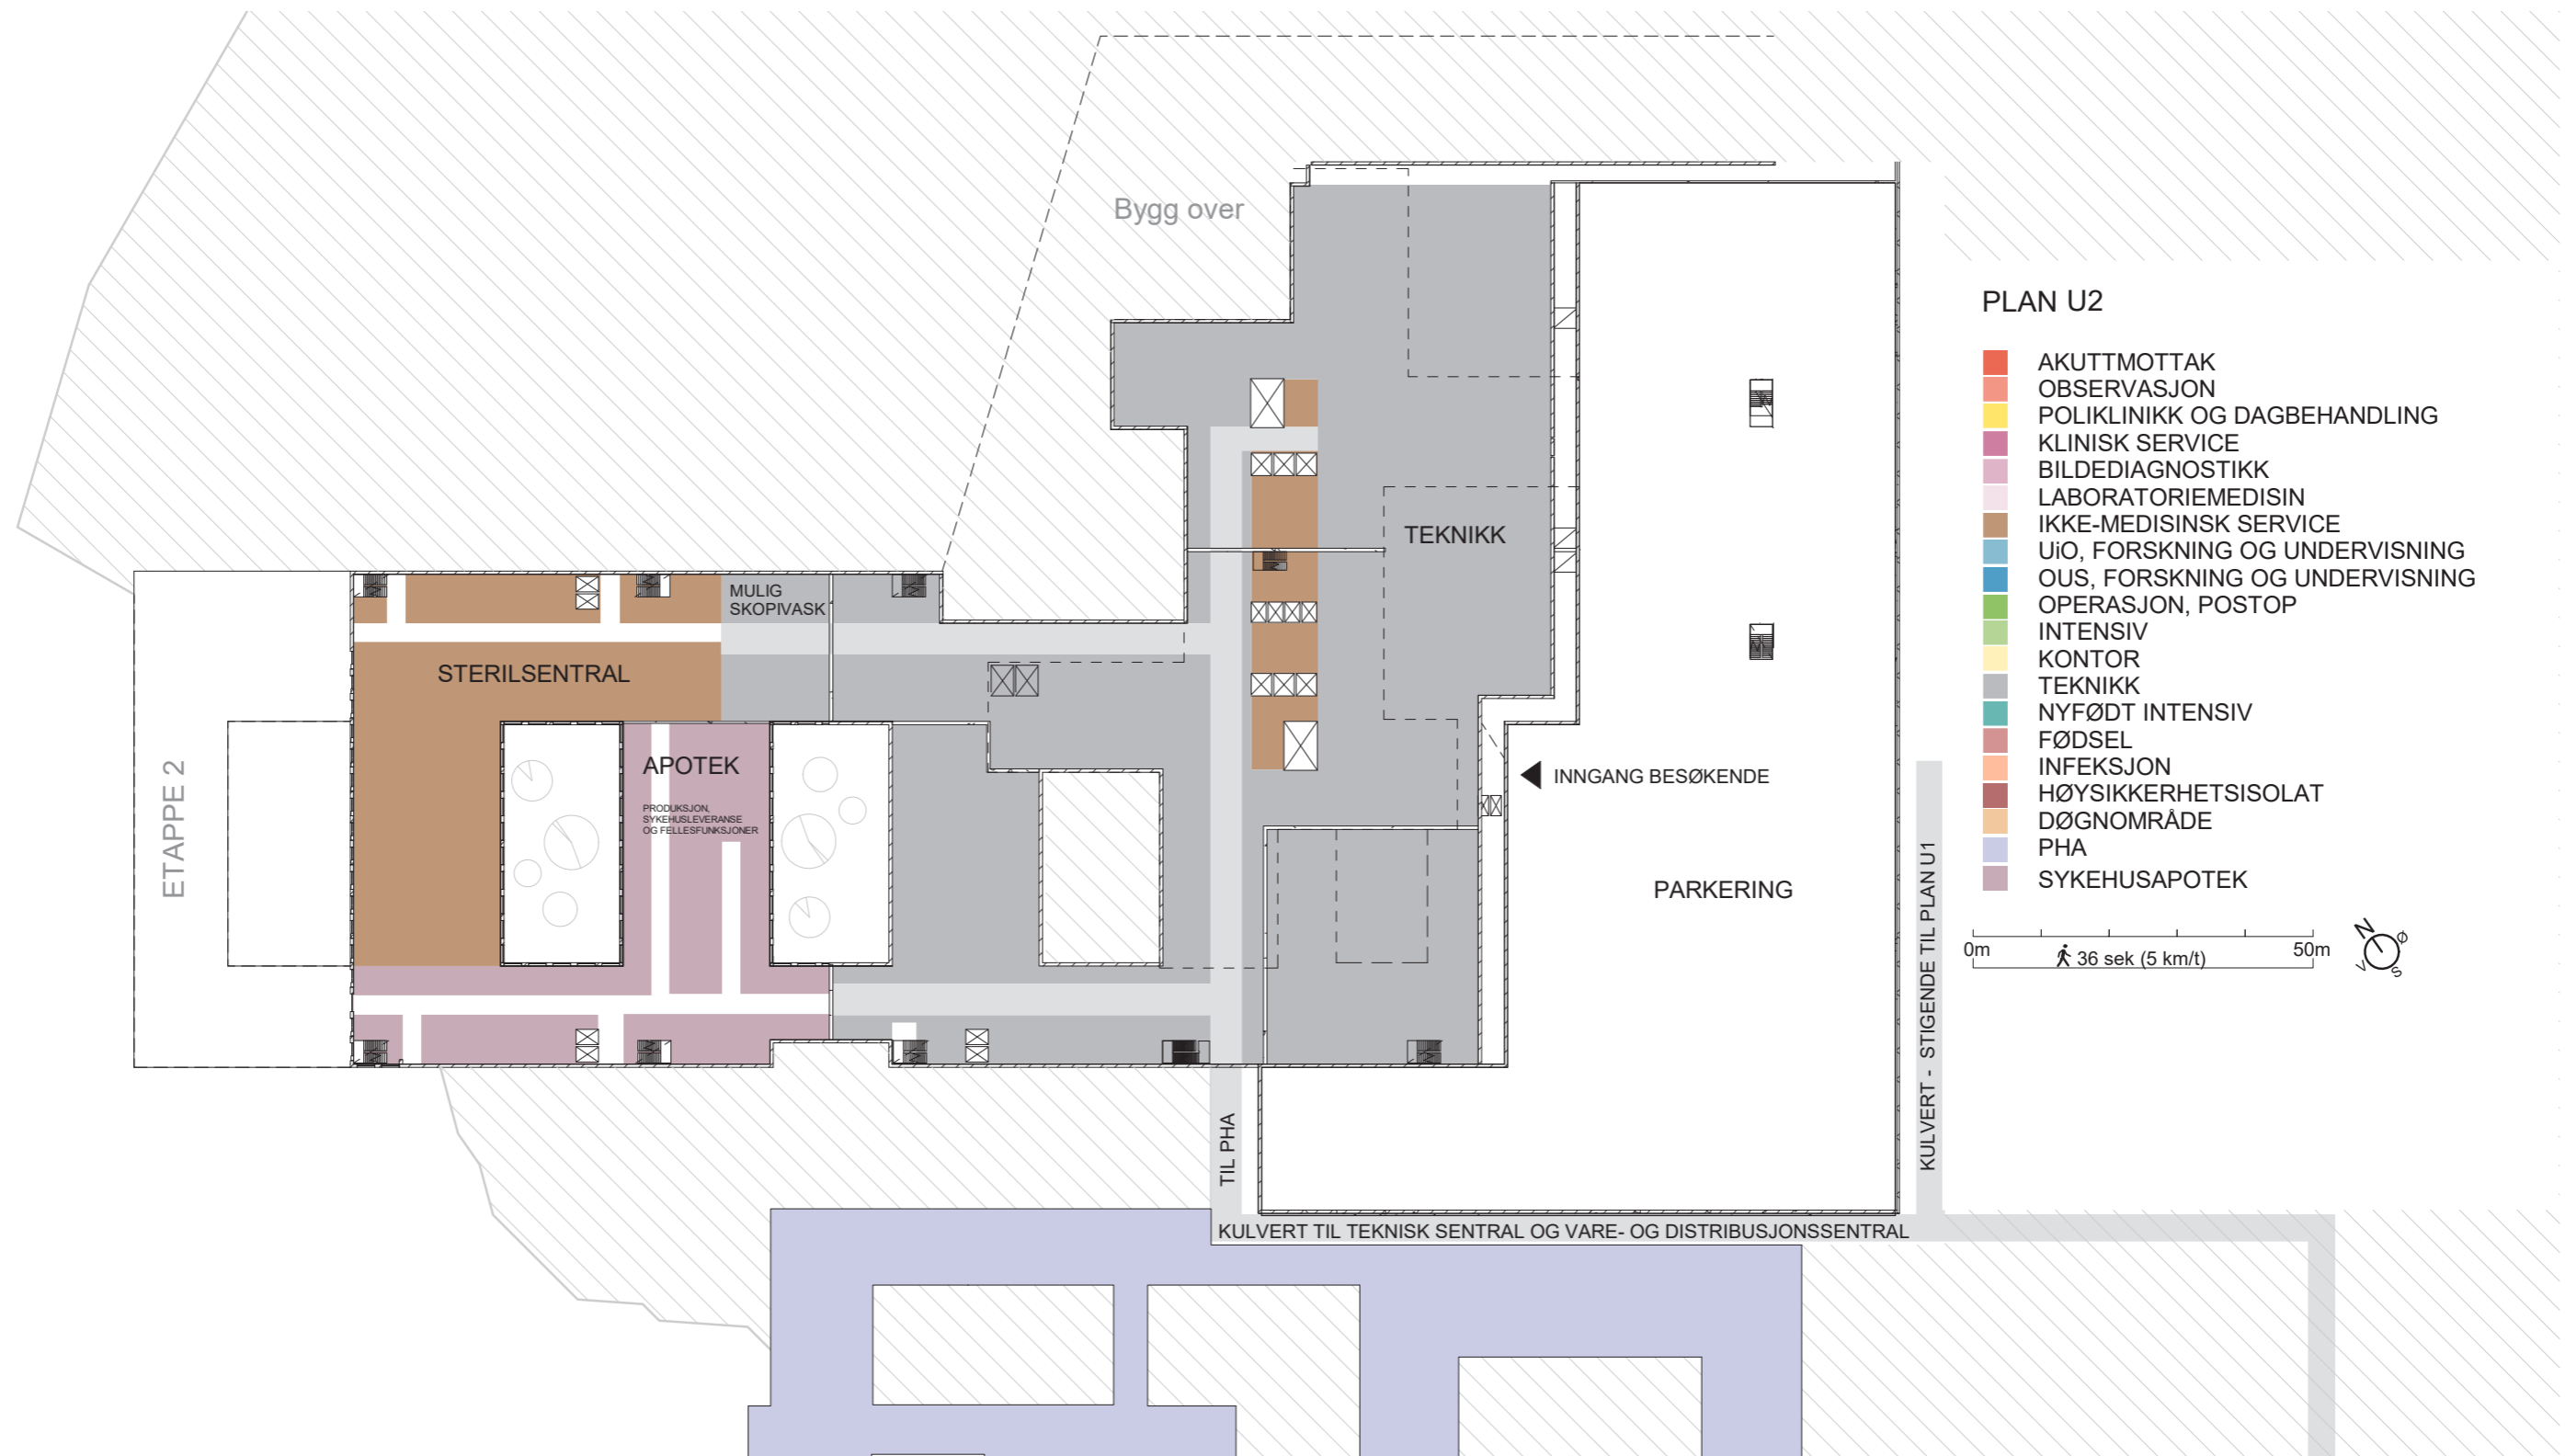 Bygg over
PLAN U2
AKUTTMOTTAK
OBSERVASJON
POLIKLINIKK OG DAGBEHANDLING
KLINISK SERVICE
BILDEDIAGNOSTIKK
LABORATORIEMEDISIN
IKKE-MEDISINSK SERVICE
UiO, FORSKNING OG UNDERVISNING
OUS, FORSKNING OG UNDERVISNING
OPERASJON, POSTOP
INTENSIV
KONTOR
TEKNIKK
NYFØDT INTENSIV
FØDSEL
INFEKSJON
HØYSIKKERHETSISOLAT
DØGNOMRÅDE
PHA
SYKEHUSAPOTEK
0m
50m
36 sek (5 km/t)
N
Ø
V
S
TEKNIKK
MULIG
SKOPIVASK
STERILSENTRAL
APOTEK
PRODUKSJON,
SYKEHUSLEVERANSE
OG FELLESFUNKSJONER
ETAPPE 2
INNGANG BESØKENDE
PARKERING
KULVERT - STIGENDE TIL PLAN U1
TIL PHA
KULVERT TIL TEKNISK SENTRAL OG VARE- OG DISTRIBUSJONSSENTRAL